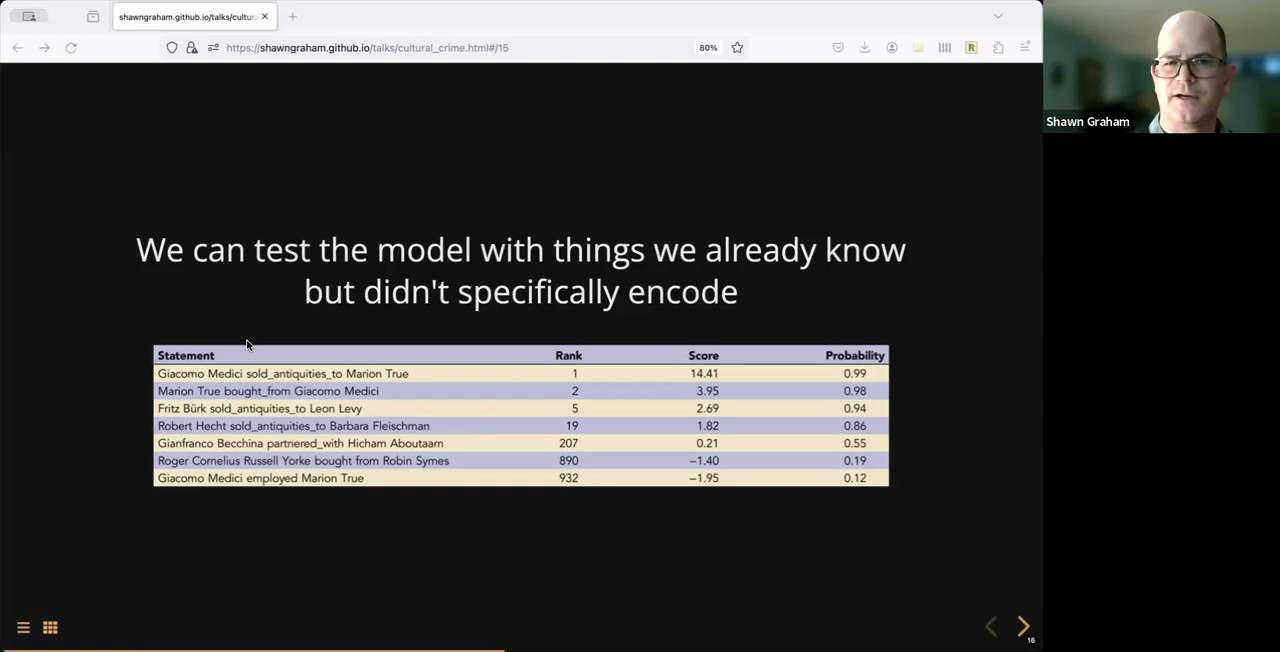 shawngraham.github.io/talks/cultura
https://shawngraham.github.io/talks/cultural_crime.html#/15
80%
R
Shawn Graham
We can test the model with things we already know
but didn't specifically encode
Statement Rank Score Probability
Giacomo Medici sold_antiquities_to Marion True 1 14.41 0.99
Marion True bought_from Giacomo Medici 2 3.95 0.98
Fritz Bürk sold_antiquities_to Leon Levy 5 2.69 0.94
Robert Hecht sold_antiquities_to Barbara Fleischman 19 1.82 0.86
Gianfranco Becchina partnered_with Hicham Aboutaam 207 0.21 0.55
Roger Cornelius Russell Yorke bought from Robin Symes 890 −1.40 0.19
Giacomo Medici employed Marion True 932 −1.95 0.12
16